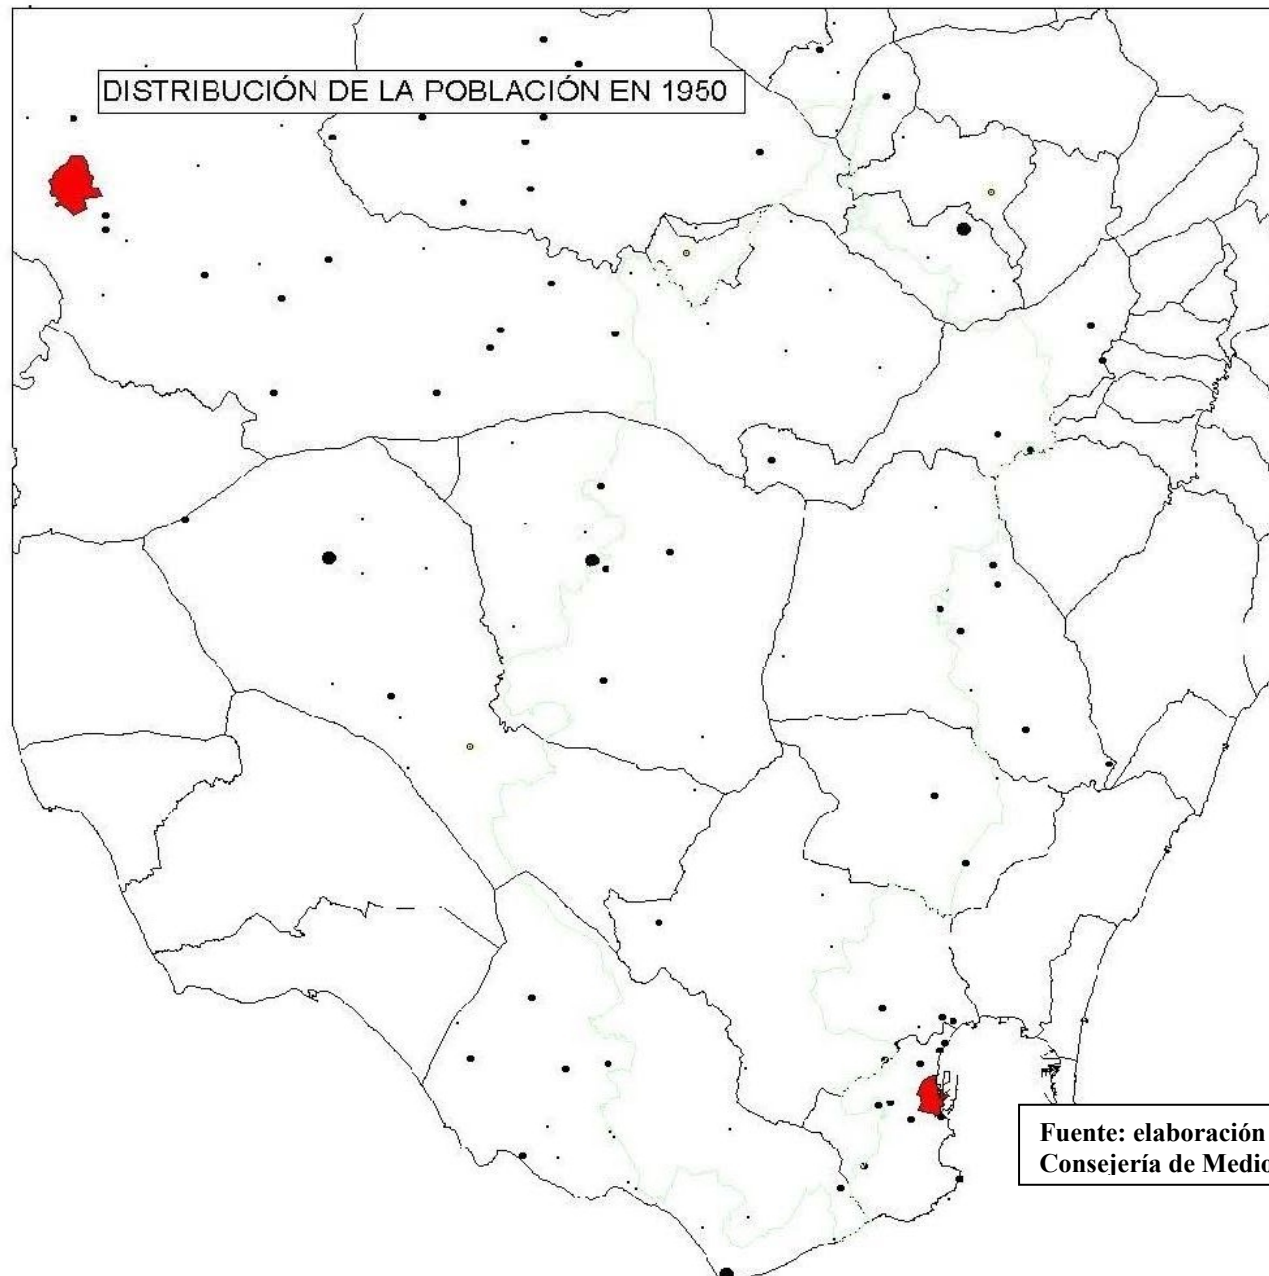 DISTRIBUCIÓN DE LA POBLACIÓN EN 1950
Fuente: elaboración
Consejería de Medio